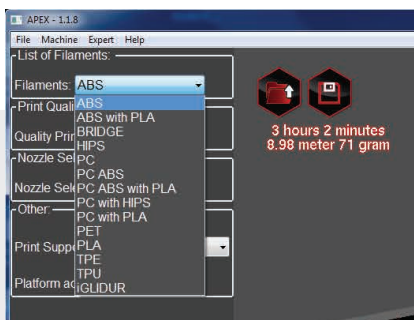 APEX - 1.1.8
File Machine Expert Help
List of Filaments:
Filaments: ABS
ABS
ABS with PLA
BRIDGE
HIPS
PC
PC ABS
PC ABS with PLA
PC with HIPS
PC with PLA
PET
PLA
TPE
TPU
iGLIDUR
Print Quali
Quality Prin
Nozzle Sel
Nozzle Sel
Other:
Print Suppo
Platform ad
3 hours 2 minutes
8.98 meter 71 gram